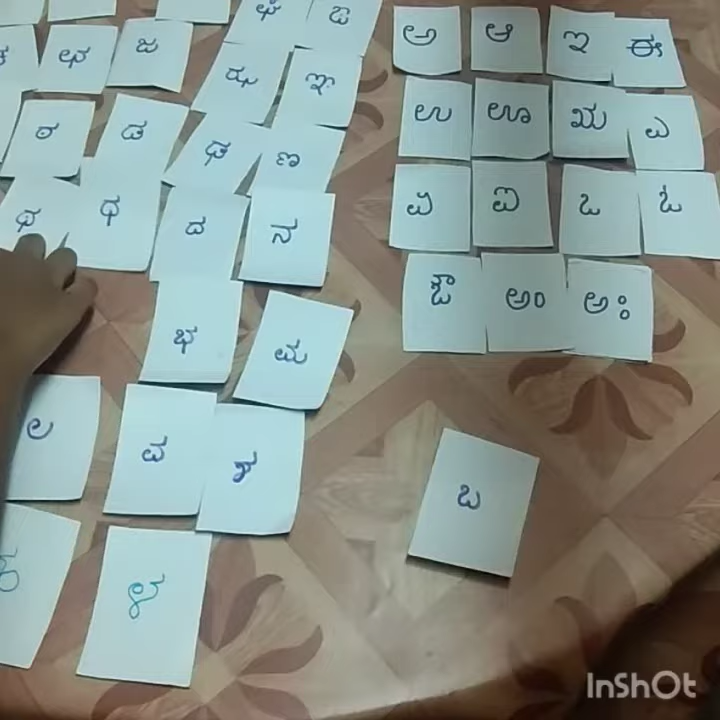 ಘ ಙ
ಛ ಜ ಝ ಞ
ಠ ಡ ಢ ಣ
ಥ ದ ನ
ಭ ಮ
ಲ ವ ಶ
ಳ
ಅ ಆ ಇ ಈ
ಉ ಊ ಋ ಎ
ಏ ಐ ಒ ಓ
ಔ ಅಂ ಅಃ
ಬ
InShOt